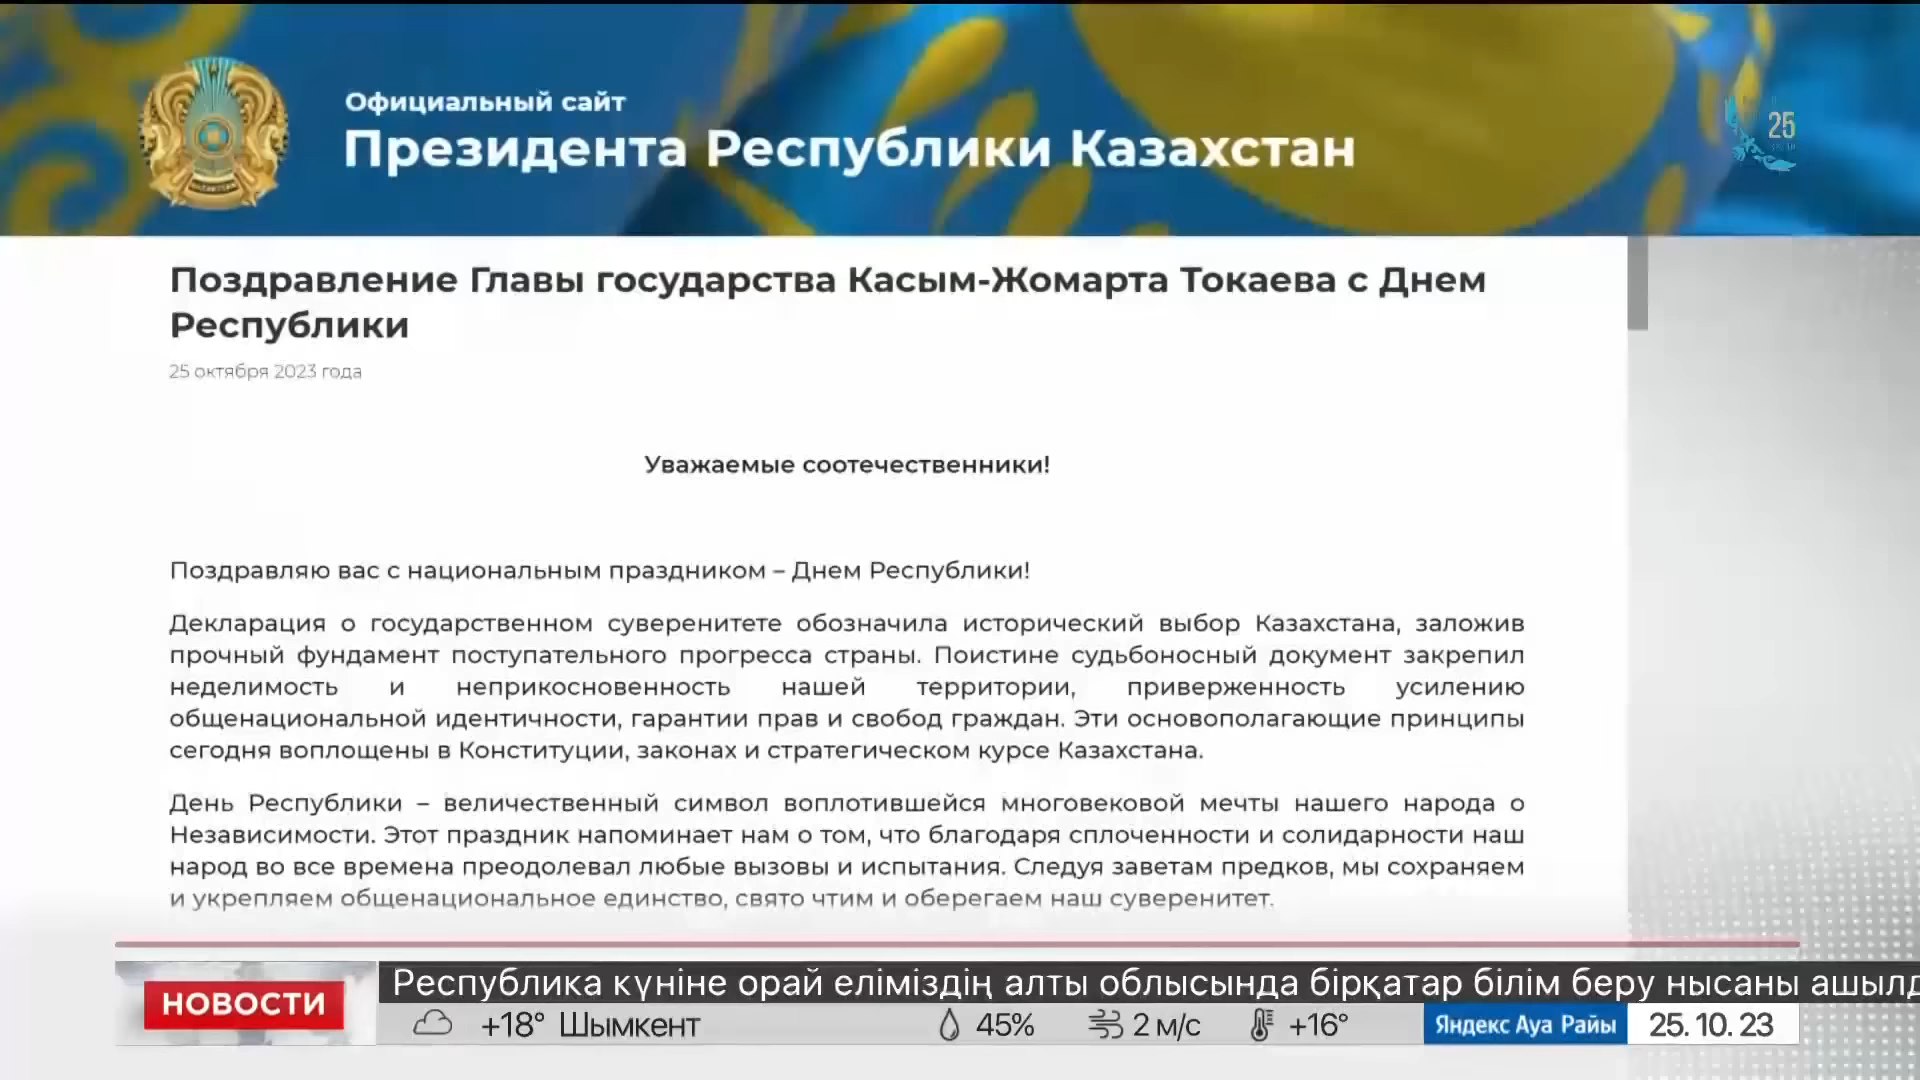 Официальный сайт
Президента Республики Казахстан
25
Поздравление Главы государства Касым-Жомарта Токаева с Днем
Республики
25 октября 2023 года
Уважаемые соотечественники!
Поздравляю вас с национальным праздником – Днем Республики!
Декларация о государственном суверенитете обозначила исторический выбор Казахстана, заложив
прочный фундамент поступательного прогресса страны. Поистине судьбоносный документ закрепил
неделимость и неприкосновенность нашей территории, приверженность усилению
общенациональной идентичности, гарантии прав и свобод граждан. Эти основополагающие принципы
сегодня воплощены в Конституции, законах и стратегическом курсе Казахстана.
День Республики – величественный символ воплотившейся многовековой мечты нашего народа о
Независимости. Этот праздник напоминает нам о том, что благодаря сплоченности и солидарности наш
народ во все времена преодолевал любые вызовы и испытания. Следуя заветам предков, мы сохраняем
и укрепляем общенациональное единство, свято чтим и оберегаем наш суверенитет.
НОВОСТИ
Республика күніне орай еліміздің алты облысында бірқатар білім беру нысаны ашылд
+18° Шымкент 45% 2 м/с +16° Яндекс Ауа Райы 25. 10. 23